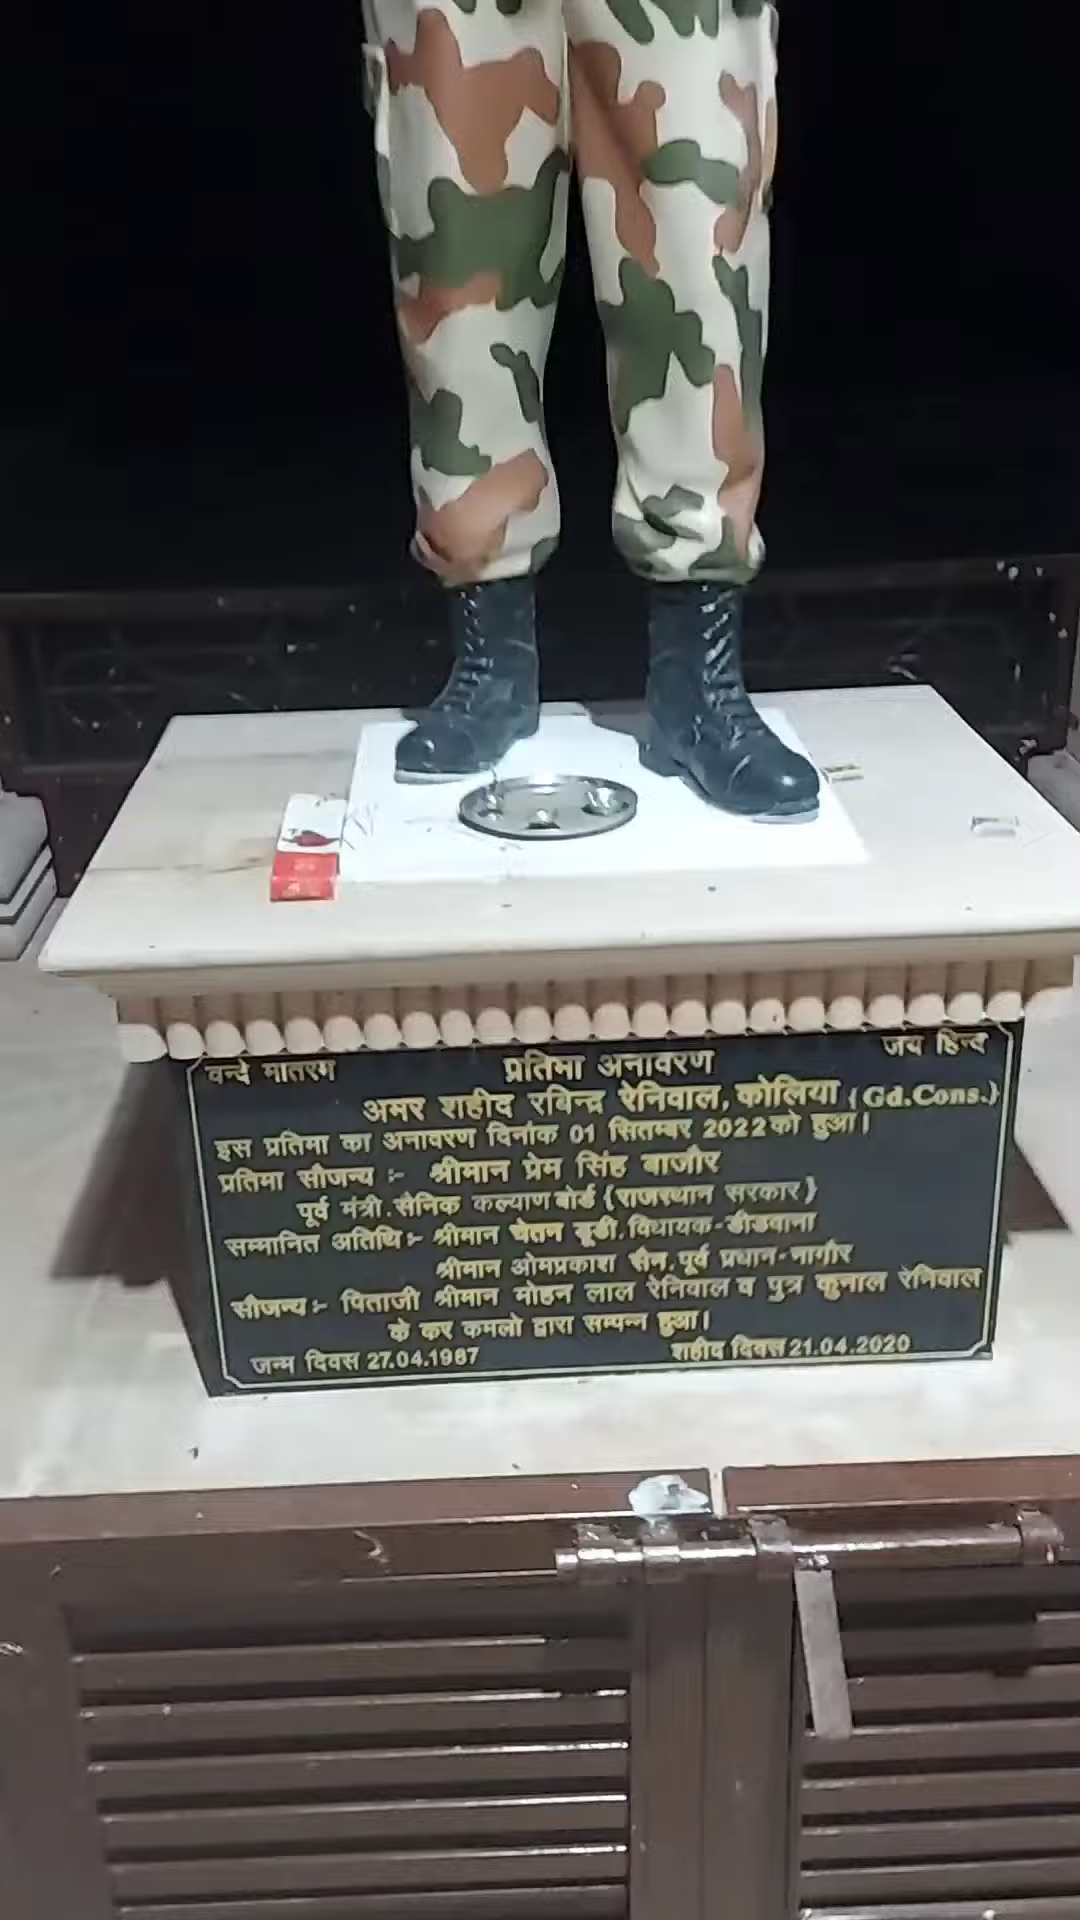 वन्दे मातरम
जय हिन्द
प्रतिमा अनावरण
अमर शहीद रबिन्द्र रेनिवाल, कोलिया (Gd.Cons.)
इस प्रतिमा का अनावरण दिनांक 01 सितम्बर 2022 को हुआ।
प्रतिमा सौजन्य :- श्रीमान प्रेम सिंह बाजौर
पूर्व मंत्री. सैनिक कल्याण बोर्ड (राजस्थान सरकार)
सम्मानित अतिथि :- श्रीमान चेतन डूडी. विधायक-डीडवाना
श्रीमान ओमप्रकाश सैन. पूर्व प्रधान-नागौर
सौजन्य :- पिताजी श्रीमान मोहन लाल रेनिवाल व पुत्र कुनाल रेनिवाल
के कर कमलो द्वारा सम्पन्न हुआ।
जन्म दिवस 27.04.1987
शहीद दिवस 21.04.2020